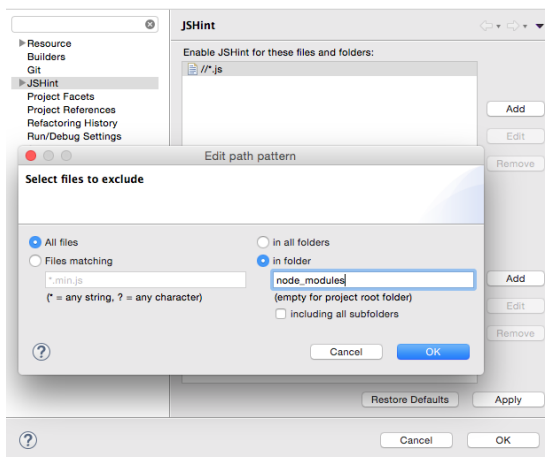 JSHint
Resource
Builders
Git
JSHint
Project Facets
Project References
Refactoring History
Run/Debug Settings
Enable JSHint for these files and folders:
//*.js
Add
Edit
Remove
Edit path pattern
Select files to exclude
All files
Files matching
*.min.js
(* = any string, ? = any character)
in all folders
in folder
node_modules
(empty for project root folder)
including all subfolders
?
Cancel
OK
Add
Edit
Remove
Restore Defaults
Apply
?
Cancel
OK